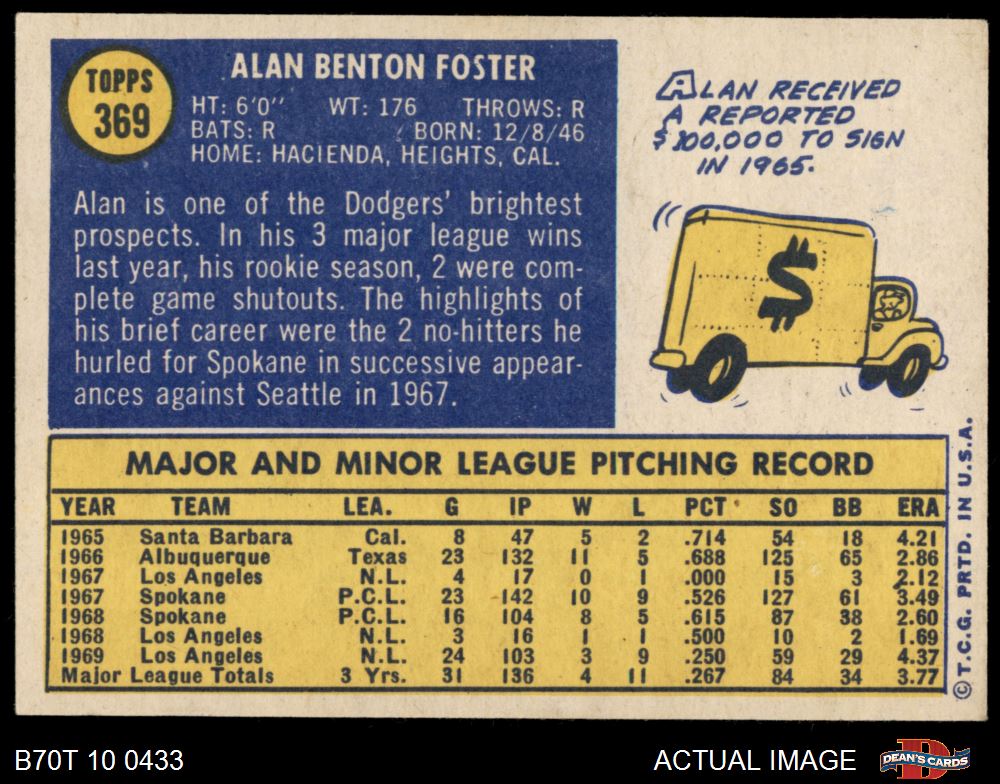 TOPPS
369
ALAN BENTON FOSTER
HT: 6'0" WT: 176 THROWS: R
BATS: R BORN: 12/8/46
HOME: HACIENDA, HEIGHTS, CAL.
Alan is one of the Dodgers' brightest
prospects. In his 3 major league wins
last year, his rookie season, 2 were com-
plete game shutouts. The highlights of
his brief career were the 2 no-hitters he
hurled for Spokane in successive appear-
ances against Seattle in 1967.
ALAN RECEIVED
A REPORTED
$100,000 TO SIGN
IN 1965.
$
MAJOR AND MINOR LEAGUE PITCHING RECORD
YEAR TEAM LEA. G IP W L PCT SO BB ERA
1965 Santa Barbara Cal. 8 47 5 2 .714 54 18 4.21
1966 Albuquerque Texas 23 132 11 5 .688 125 65 2.86
1967 Los Angeles N.L. 4 17 0 1 .000 15 3 2.12
1967 Spokane P.C.L. 23 142 10 9 .526 127 61 3.49
1968 Spokane P.C.L. 16 104 8 5 .615 87 38 2.60
1968 Los Angeles N.L. 3 16 1 1 .500 10 2 1.69
1969 Los Angeles N.L. 24 103 3 9 .250 59 29 4.37
Major League Totals 3 Yrs. 31 136 4 11 .267 84 34 3.77
© T.C.G. PRTD. IN U.S.A.
B70T 10 0433
ACTUAL IMAGE
D
DEAN'S CARDS